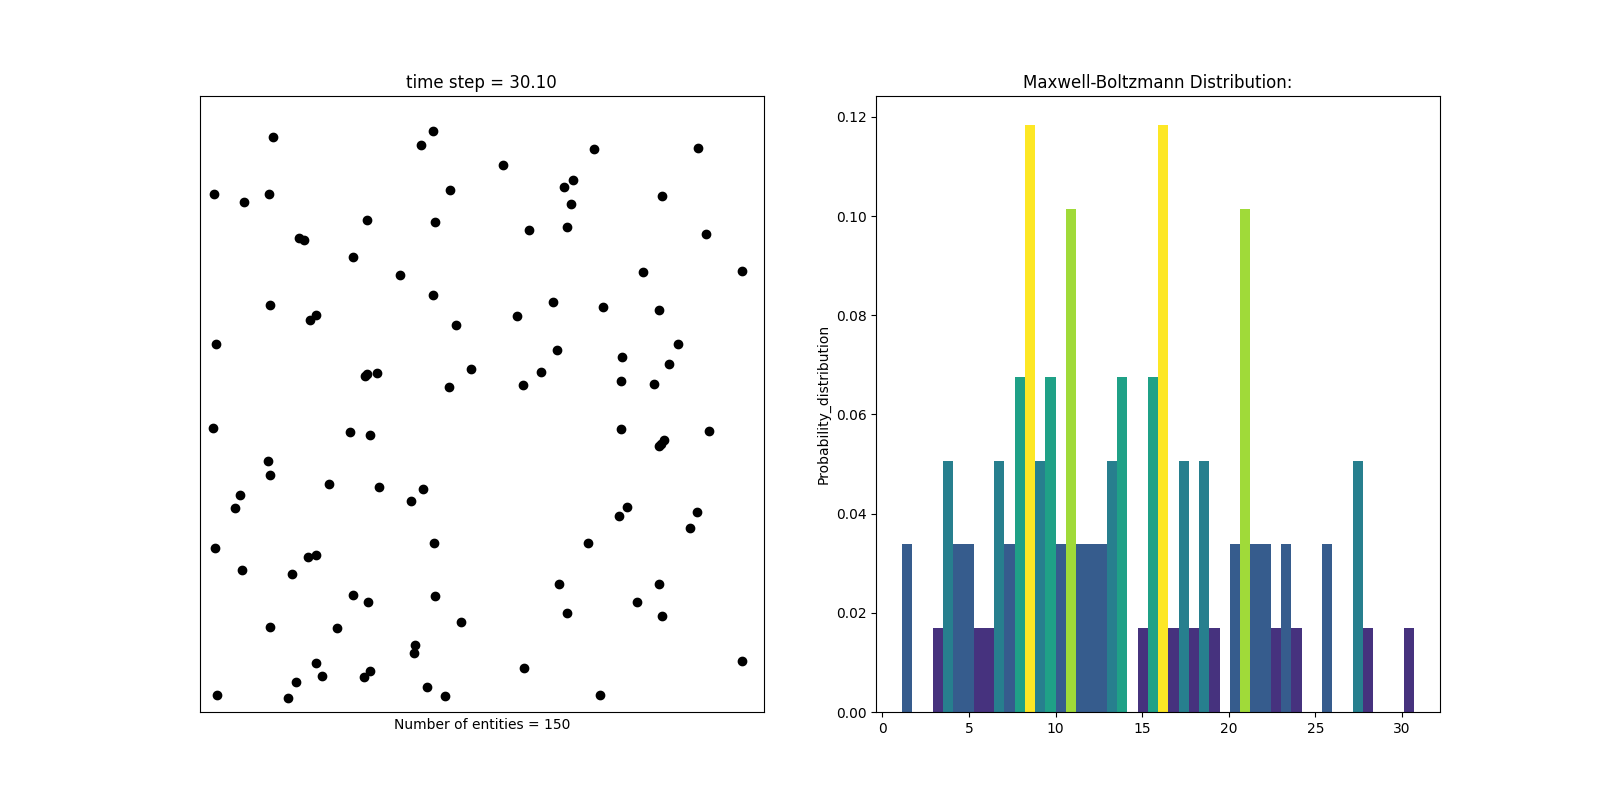 time step = 30.10
Number of entities = 150
Maxwell-Boltzmann Distribution:
Probability_distribution
0.12
0.10
0.08
0.06
0.04
0.02
0.00
0 5 10 15 20 25 30